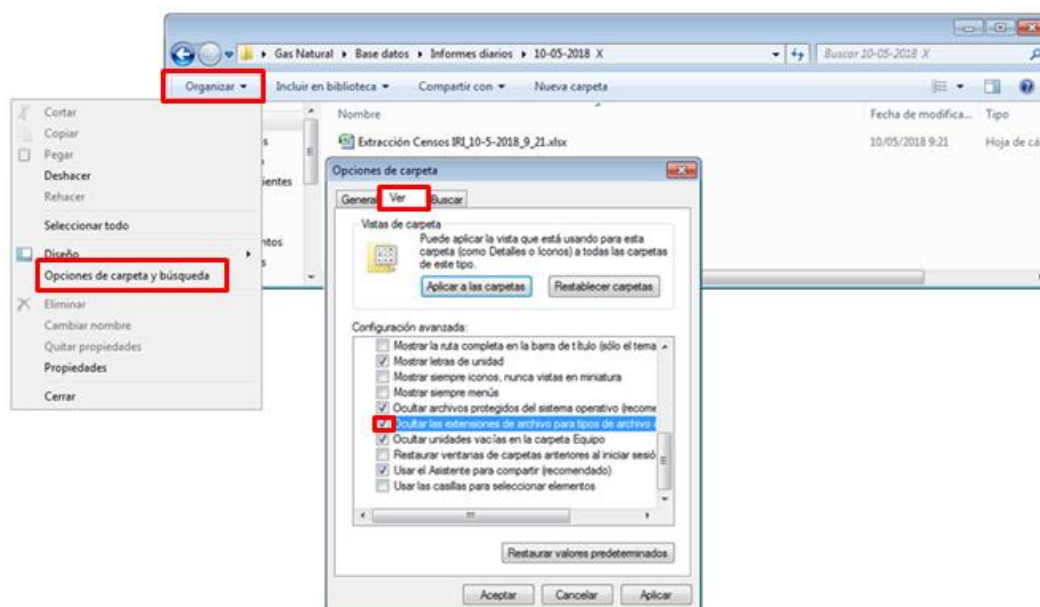 Gas Natural ▸ Base datos ▸ Informes diarios ▸ 10-05-2018 X
Buscar 10-05-2018 X
Organizar
Incluir en biblioteca
Compartir con
Nueva carpeta
Cortar
Copiar
Pegar
Deshacer
Rehacer
Seleccionar todo
Diseño
Opciones de carpeta y búsqueda
Eliminar
Cambiar nombre
Quitar propiedades
Propiedades
Cerrar
Nombre
Fecha de modifica...
Tipo
Extracción Censos IRI_10-5-2018_9_21.xlsx
10/05/2018 9:21
Hoja de cá
Opciones de carpeta
General
Ver
Buscar
Vistas de carpeta
Puede aplicar la vista que está usando para esta
carpeta (como Detalles o Iconos) a todas las carpetas
de este tipo.
Aplicar a las carpetas
Restablecer carpetas
Configuración avanzada:
Mostrar la ruta completa en la barra de título (sólo el tema
Mostrar letras de unidad
Mostrar siempre iconos, nunca vistas en miniatura
Mostrar siempre menús
Ocultar archivos protegidos del sistema operativo (recome
Ocultar las extensiones de archivo para tipos de archivo
Ocultar unidades vacías en la carpeta Equipo
Restaurar ventanas de carpetas anteriores al iniciar sesió
Usar el Asistente para compartir (recomendado)
Usar las casillas para seleccionar elementos
Restaurar valores predeterminados
Aceptar
Cancelar
Aplicar